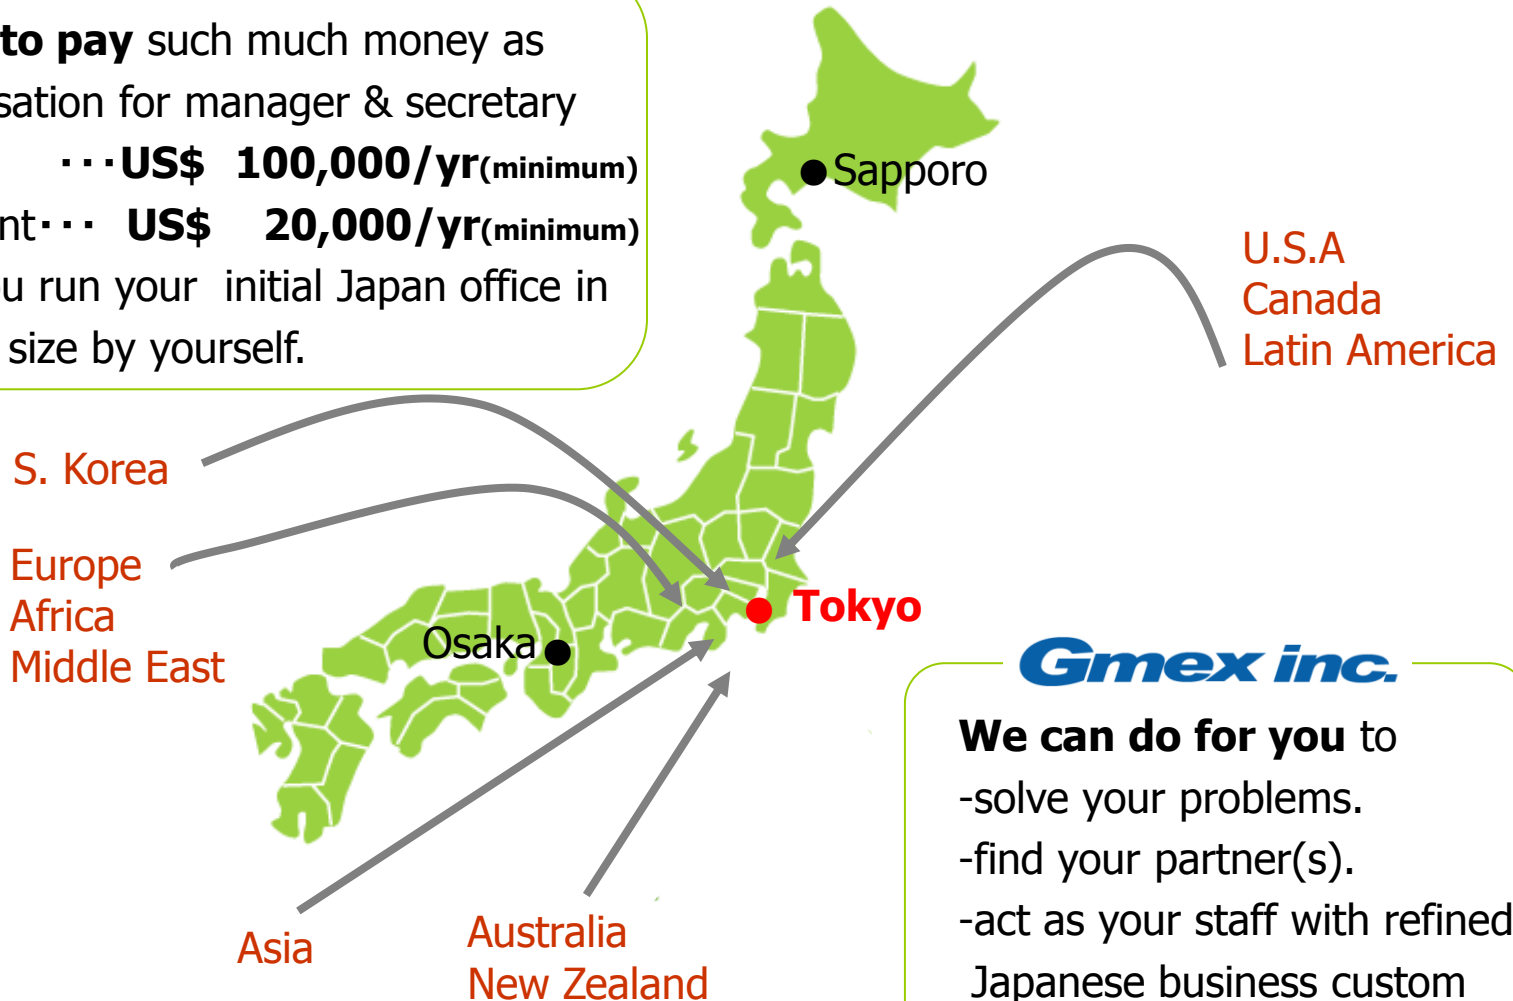 to pay such much money as
sation for manager & secretary
･･･US$ 100,000/yr(minimum)
nt･･･ US$ 20,000/yr(minimum)
u run your initial Japan office in
size by yourself.
Sapporo
U.S.A
Canada
Latin America
S. Korea
Europe
Africa
Middle East
Tokyo
Osaka
Asia
Australia
New Zealand
Gmex inc.
We can do for you to
-solve your problems.
-find your partner(s).
-act as your staff with refined
Japanese business custom